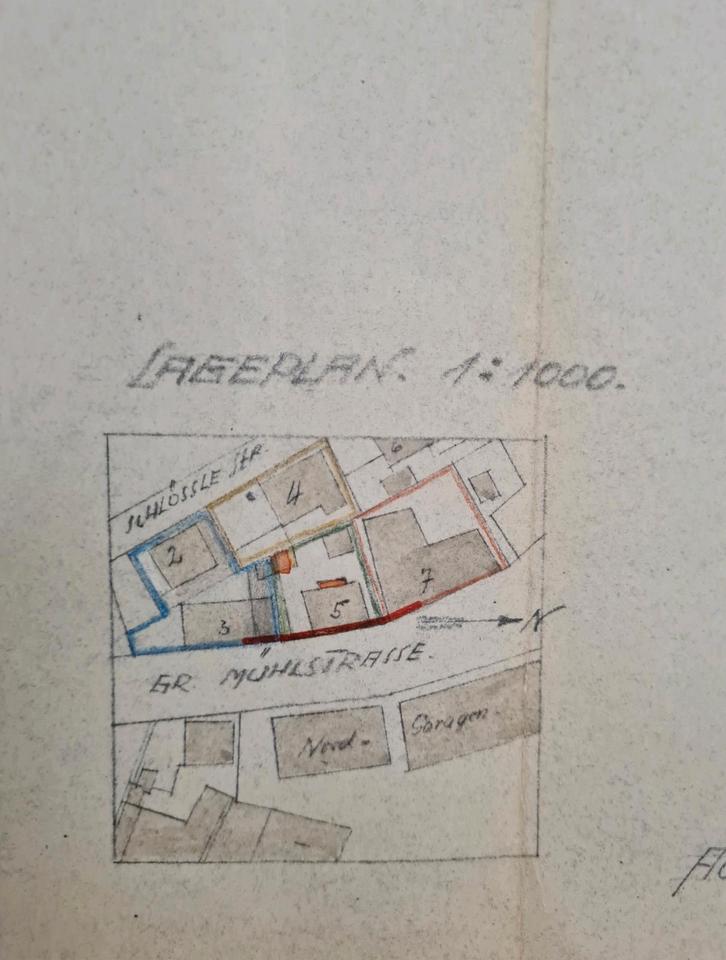 LAGEPLAN. 1:1000.
SCHLÖSSLE STR.
6
4
2
7
5
3
N
GR. MÜHLSTRASSE.
Nord-
Garagen-